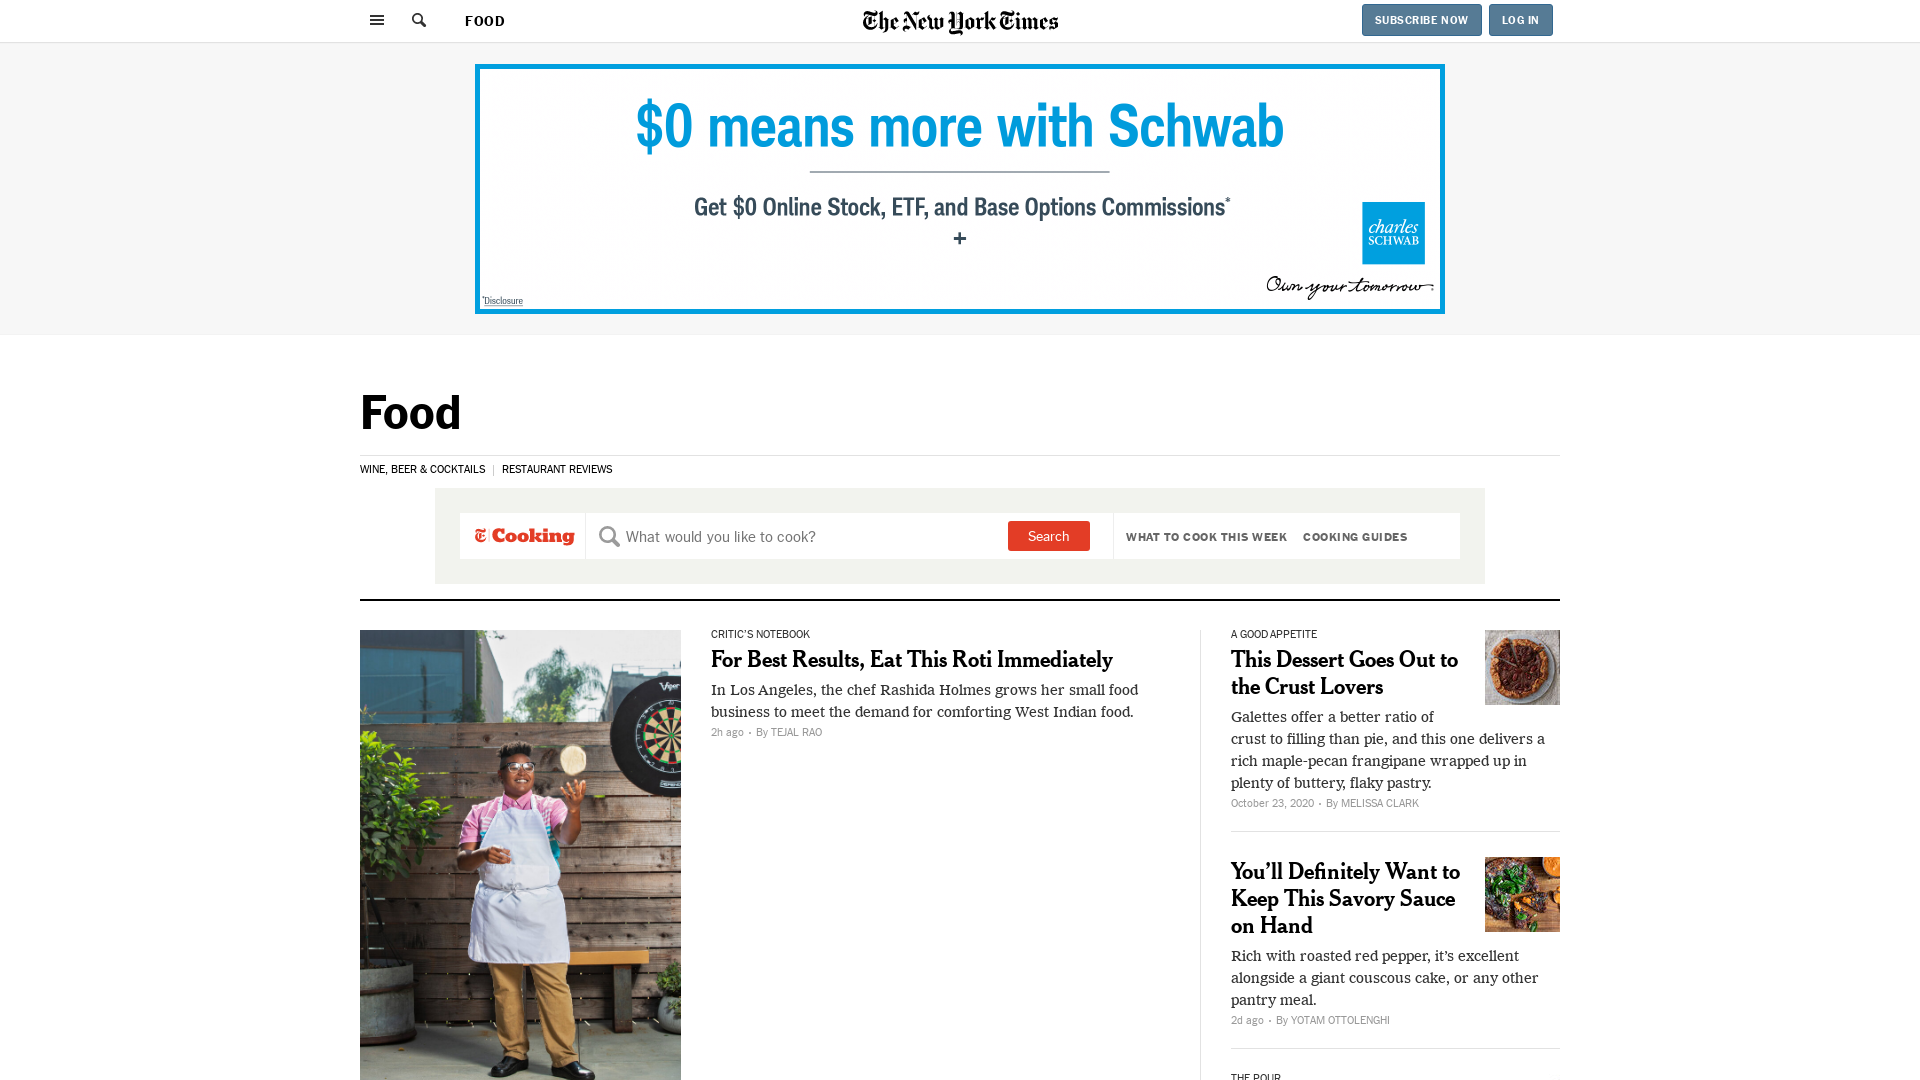 FOOD
The New York Times
SUBSCRIBE NOW
LOG IN
$0 means more with Schwab
Get $0 Online Stock, ETF, and Base Options Commissions*
+
charles
SCHWAB
Own your tomorrow.
*Disclosure
Food
WINE, BEER & COCKTAILS
RESTAURANT REVIEWS
Cooking
What would you like to cook?
Search
WHAT TO COOK THIS WEEK
COOKING GUIDES
Viper
CRITIC'S NOTEBOOK
For Best Results, Eat This Roti Immediately
In Los Angeles, the chef Rashida Holmes grows her small food
business to meet the demand for comforting West Indian food.
2h ago • By TEJAL RAO
A GOOD APPETITE
This Dessert Goes Out to
the Crust Lovers
Galettes offer a better ratio of
crust to filling than pie, and this one delivers a
rich maple-pecan frangipane wrapped up in
plenty of buttery, flaky pastry.
October 23, 2020 • By MELISSA CLARK
You’ll Definitely Want to
Keep This Savory Sauce
on Hand
Rich with roasted red pepper, it’s excellent
alongside a giant couscous cake, or any other
pantry meal.
2d ago • By YOTAM OTTOLENGHI
THE POUR